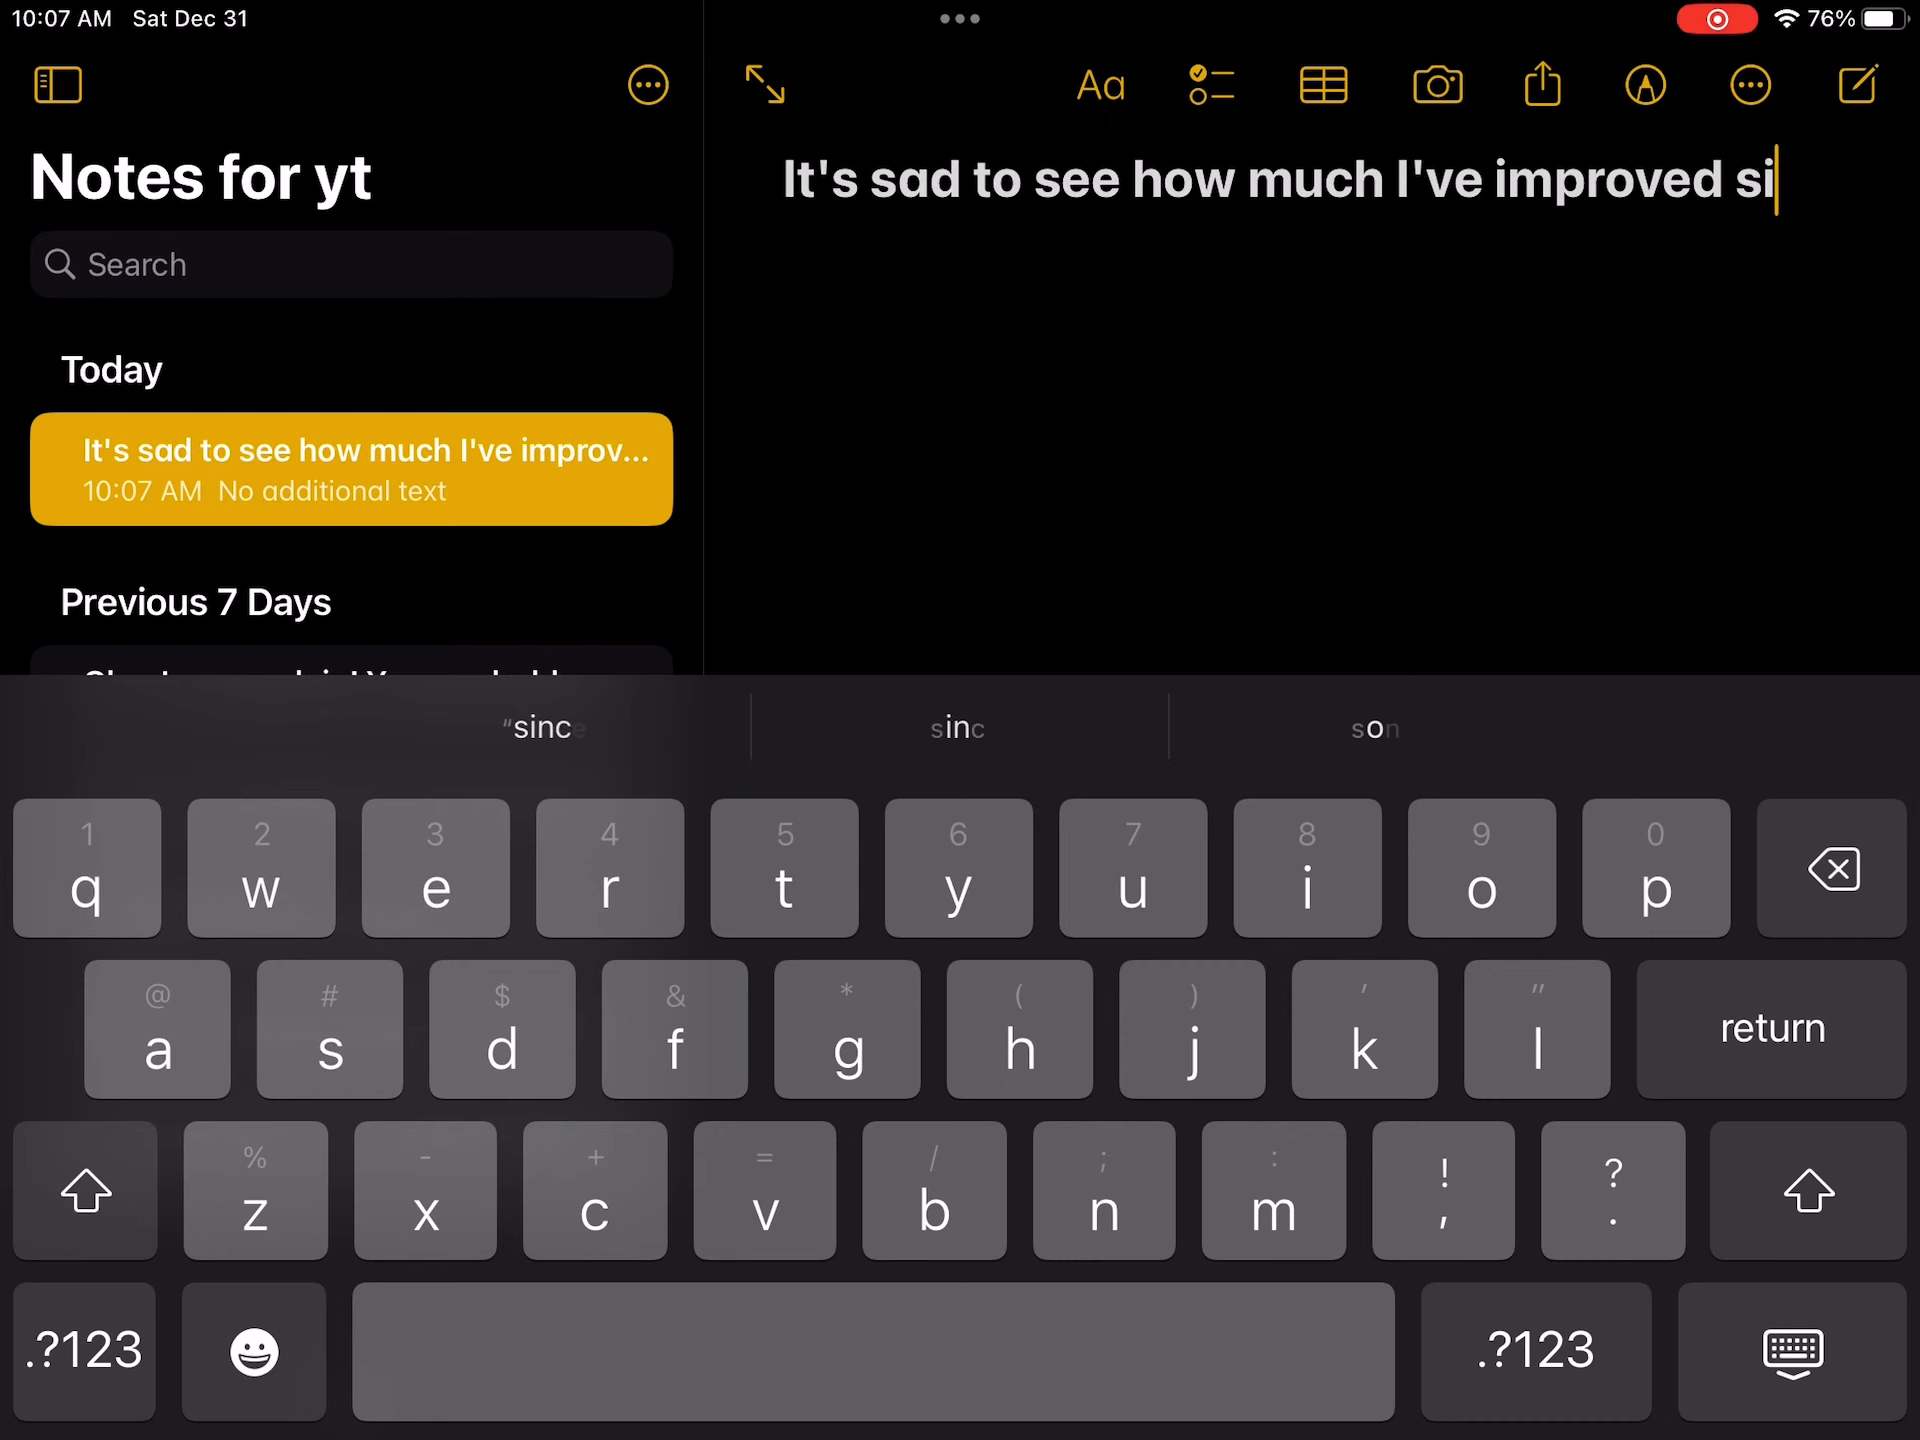 10:07 AM Sat Dec 31
76%
Aa
Notes for yt
It's sad to see how much I've improved si
Search
Today
It's sad to see how much I've improv...
10:07 AM No additional text
Previous 7 Days
"since sinc son
1 2 3 4 5 6 7 8 9 0
q w e r t y u i o p
@ # $ & * ( ) ' "
a s d f g h j k l return
% - + = / ; : ! ?
z x c v b n m , .
.?123 .?123